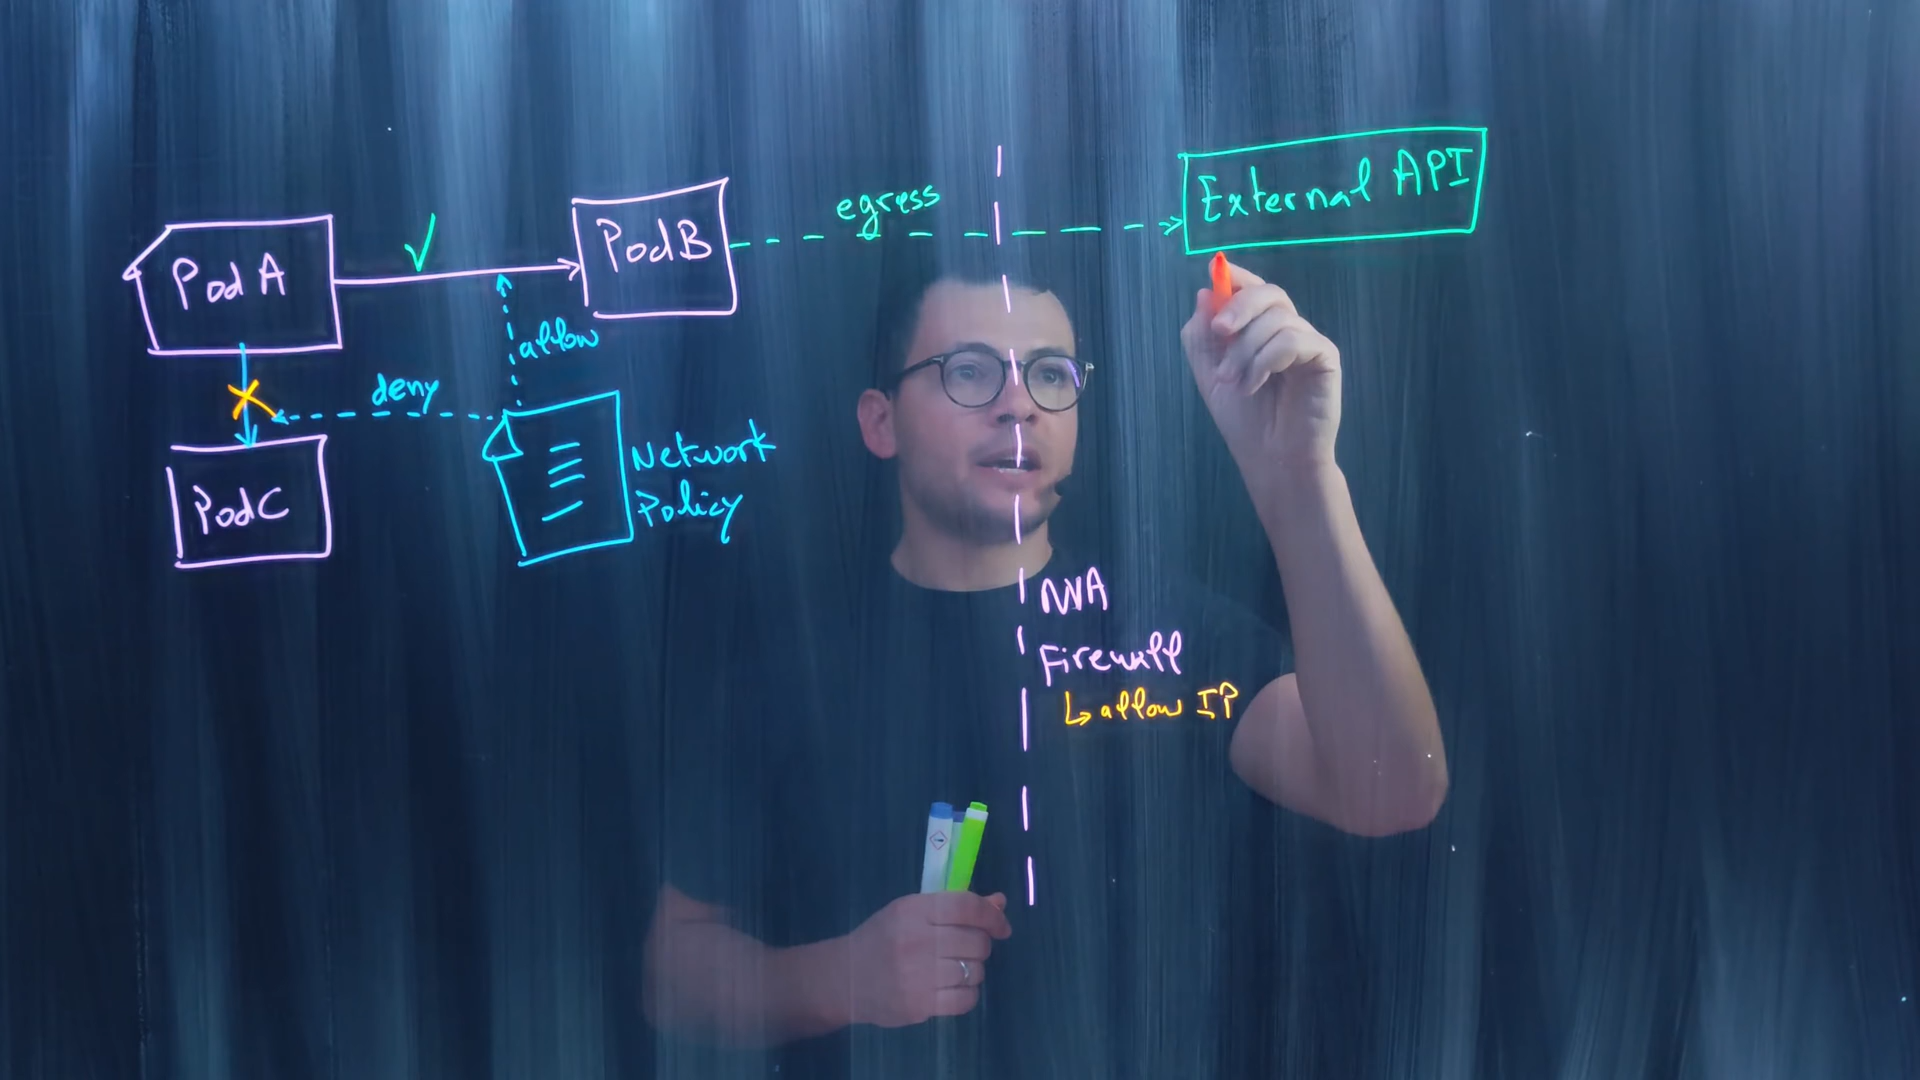 External API
egress
Pod A
Pod B
allow
deny
Network
Policy
Pod C
NVA
Firewall
allow IP